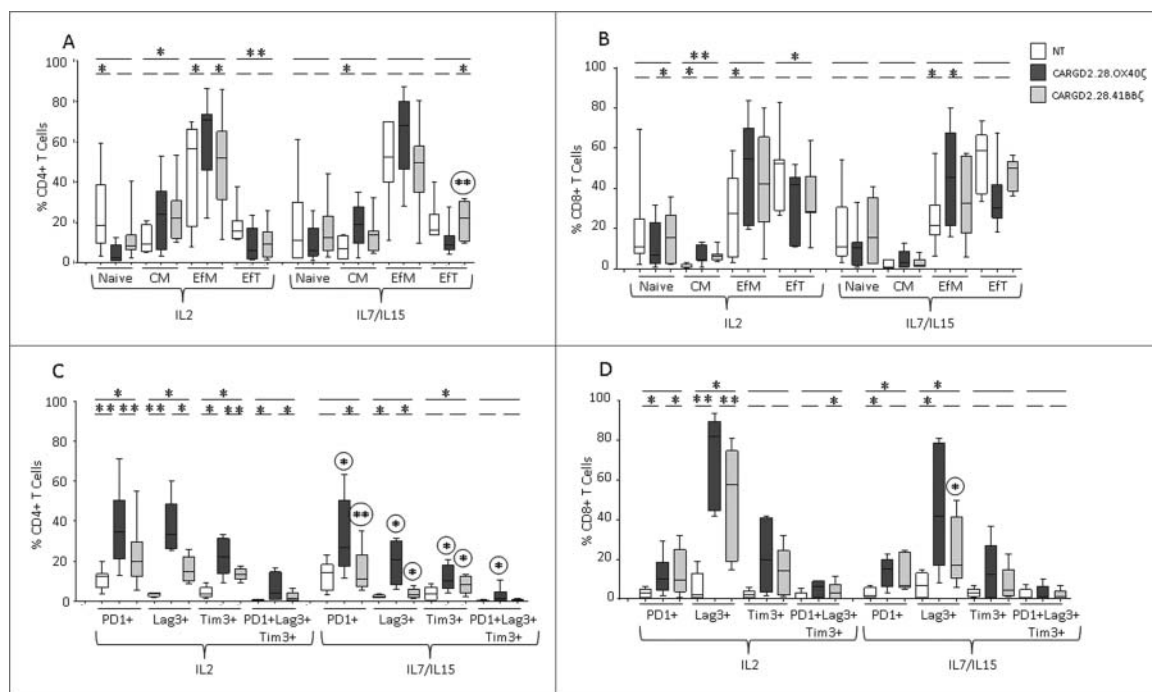 A
* * * *
* * * * *
% CD4+ T Cells
100
80
60
40
20
0
**
Naive CM EfM EfT Naive CM EfM EfT
IL2 IL7/IL15
B
** *
* * * * *
% CD8+ T Cells
100
80
60
40
20
0
Naive CM EfM EfT Naive CM EfM EfT
IL2 IL7/IL15
NT
CARGD2.28.OX40ζ
CARGD2.28.41BBζ
C
* * * *
** ** ** * * ** * * * * *
% CD4+ T Cells
100
80
60
40
20
0
* ** * * * * *
PD1+ Lag3+ Tim3+ PD1+Lag3+ PD1+ Lag3+ Tim3+ PD1+Lag3+
Tim3+ Tim3+
IL2 IL7/IL15
D
* * *
* * ** ** * * *
% CD8+ T Cells
100
80
60
40
20
0
*
PD1+ Lag3+ Tim3+ PD1+Lag3+ PD1+ Lag3+ Tim3+ PD1+Lag3+
Tim3+ Tim3+
IL2 IL7/IL15